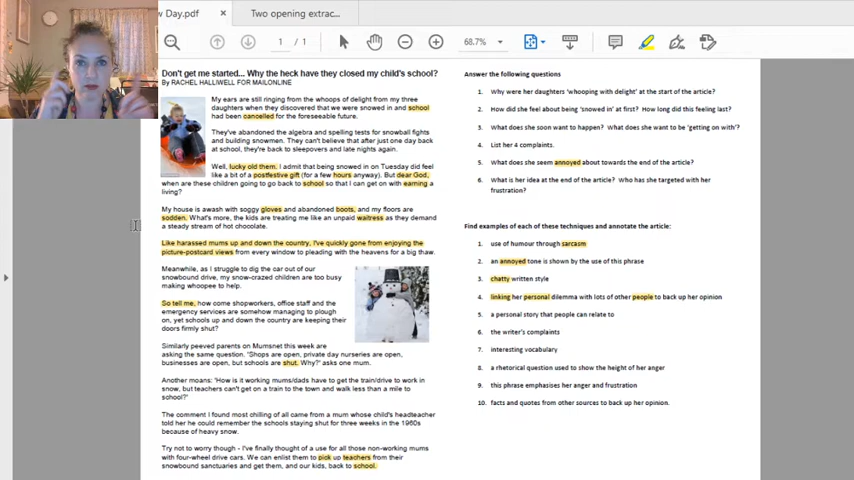 w Day.pdf
Two opening extrac...
1 / 1
68.7%
Don't get me started... Why the heck have they closed my child's school?
By RACHEL HALLIWELL FOR MAILONLINE
My ears are still ringing from the whoops of delight from my three
daughters when they discovered that we were snowed in and school
had been cancelled for the foreseeable future.
They've abandoned the algebra and spelling tests for snowball fights
and building snowmen. They can't believe that after just one day back
at school, they're back to sleepovers and late nights again.
Well, lucky old them. I admit that being snowed in on Tuesday did feel
like a bit of a postfestive gift (for a few hours anyway). But dear God,
when are these children going to go back to school so that I can get on with earning a
living?
My house is awash with soggy gloves and abandoned boots, and my floors are
sodden. What's more, the kids are treating me like an unpaid waitress as they demand
a steady stream of hot chocolate.
Like harassed mums up and down the country, I've quickly gone from enjoying the
picture-postcard views from every window to pleading with the heavens for a big thaw.
Meanwhile, as I struggle to dig the car out of our
snowbound drive, my snow-crazed children are too busy
making whoopee to help.
So tell me, how come shopworkers, office staff and the
emergency services are somehow managing to plough
on, yet schools up and down the country are keeping their
doors firmly shut?
Similarly peeved parents on Mumsnet this week are
asking the same question. 'Shops are open, private day nurseries are open,
businesses are open, but schools are shut. Why?' asks one mum.
Another moans: 'How is it working mums/dads have to get the train/drive to work in
snow, but teachers can't get on a train to the town and walk less than a mile to
school?'
The comment I found most chilling of all came from a mum whose child's headteacher
told her he could remember the schools staying shut for three weeks in the 1960s
because of heavy snow.
Try not to worry though - I've finally thought of a use for all those non-working mums
with four-wheel drive cars. We can enlist them to pick up teachers from their
snowbound sanctuaries and get them, and our kids, back to school.
Answer the following questions
1. Why were her daughters 'whooping with delight' at the start of the article?
2. How did she feel about being 'snowed in' at first? How long did this feeling last?
3. What does she soon want to happen? What does she want to be 'getting on with'?
4. List her 4 complaints.
5. What does she seem annoyed about towards the end of the article?
6. What is her idea at the end of the article? Who has she targeted with her
frustration?
Find examples of each of these techniques and annotate the article:
1. use of humour through sarcasm
2. an annoyed tone is shown by the use of this phrase
3. chatty written style
4. linking her personal dilemma with lots of other people to back up her opinion
5. a personal story that people can relate to
6. the writer's complaints
7. interesting vocabulary
8. a rhetorical question used to show the height of her anger
9. this phrase emphasises her anger and frustration
10. facts and quotes from other sources to back up her opinion.